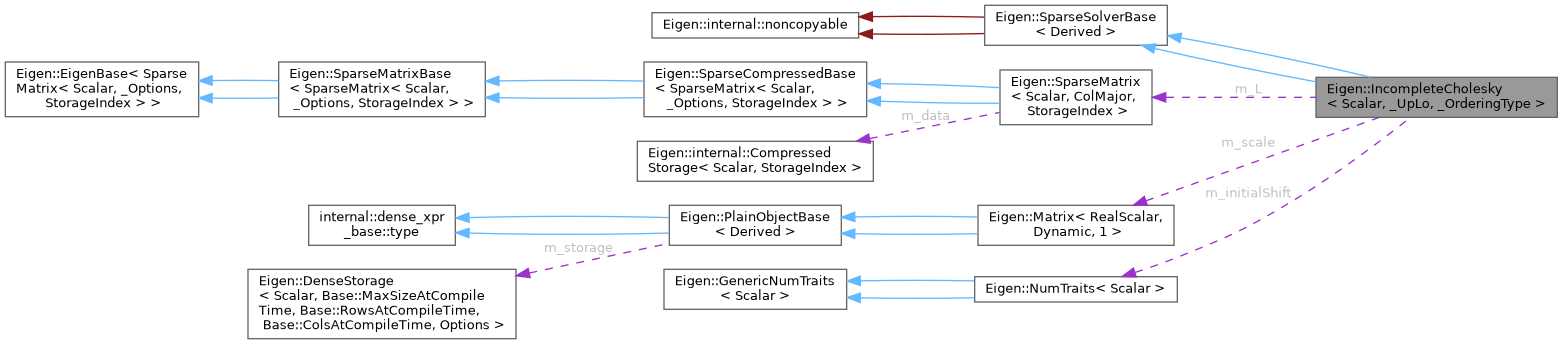 Eigen::internal::noncopyable
Eigen::SparseSolverBase
< Derived >
Eigen::EigenBase< Sparse
Matrix< Scalar, _Options,
StorageIndex > >
Eigen::SparseMatrixBase
< SparseMatrix< Scalar,
_Options, StorageIndex > >
Eigen::SparseCompressedBase
< SparseMatrix< Scalar,
_Options, StorageIndex > >
Eigen::SparseMatrix
< Scalar, ColMajor,
StorageIndex >
m_L
Eigen::IncompleteCholesky
< Scalar, _UpLo, _OrderingType >
m_data
Eigen::internal::Compressed
Storage< Scalar, StorageIndex >
m_scale
m_initialShift
internal::dense_xpr
_base::type
Eigen::PlainObjectBase
< Derived >
Eigen::Matrix< RealScalar,
Dynamic, 1 >
m_storage
Eigen::DenseStorage
< Scalar, Base::MaxSizeAtCompile
Time, Base::RowsAtCompileTime,
Base::ColsAtCompileTime, Options >
Eigen::GenericNumTraits
< Scalar >
Eigen::NumTraits< Scalar >